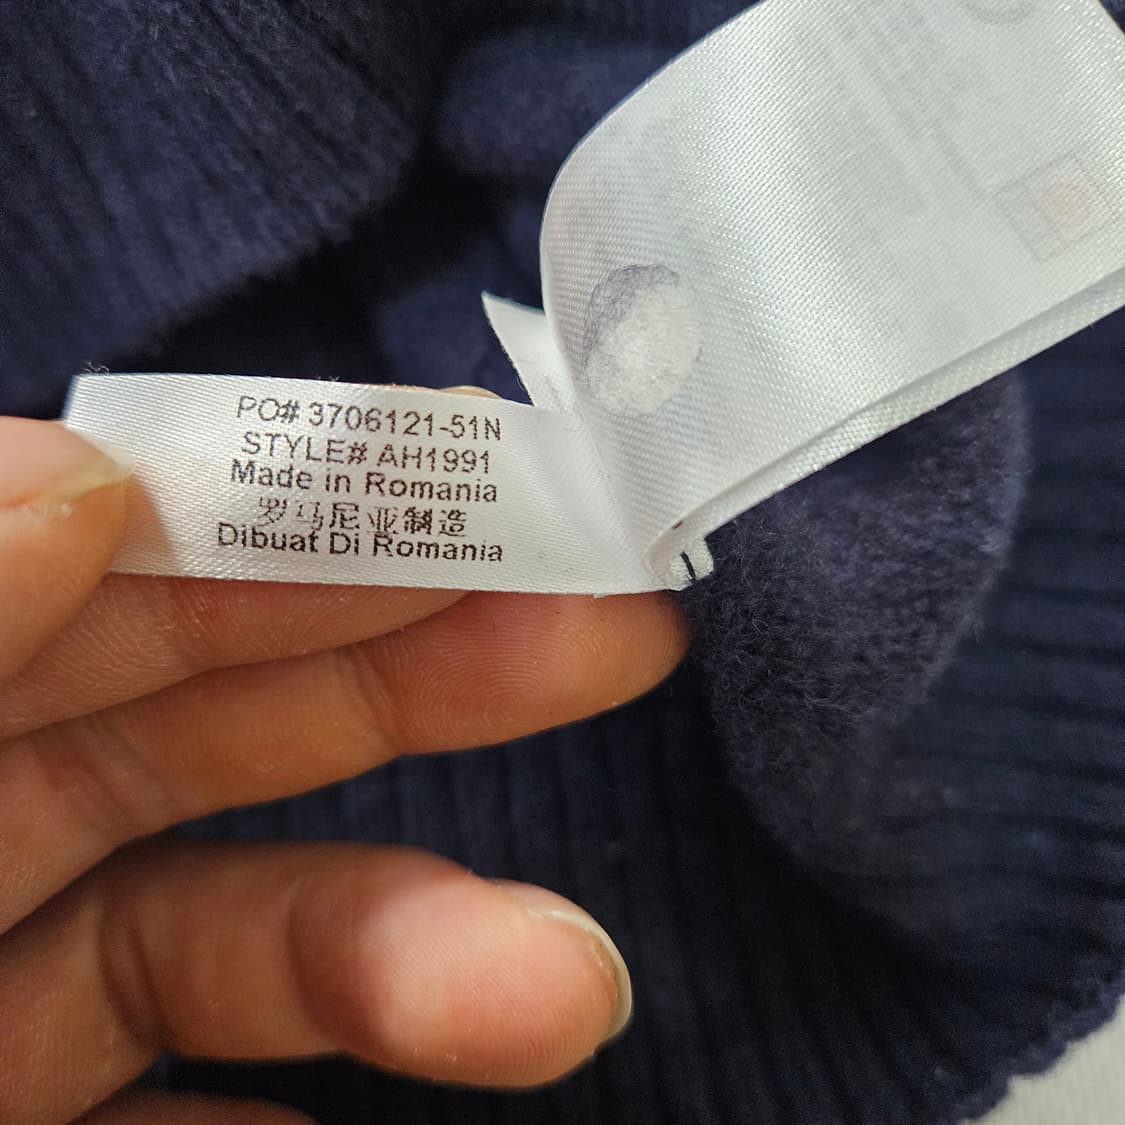 PO# 3706121-51N
STYLE# AH1991
Made in Romania
罗马尼亚制造
Dibuat Di Romania